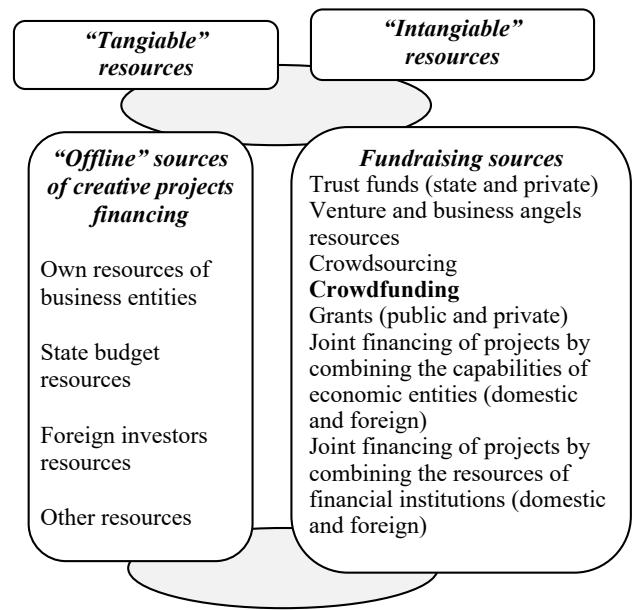 “Tangiable”
resources
“Intangiable”
resources
“Offline” sources
of creative projects
financing
Own resources of
business entities
State budget
resources
Foreign investors
resources
Other resources
Fundraising sources
Trust funds (state and private)
Venture and business angels
resources
Crowdsourcing
Crowdfunding
Grants (public and private)
Joint financing of projects by
combining the capabilities of
economic entities (domestic
and foreign)
Joint financing of projects by
combining the resources of
financial institutions (domestic
and foreign)